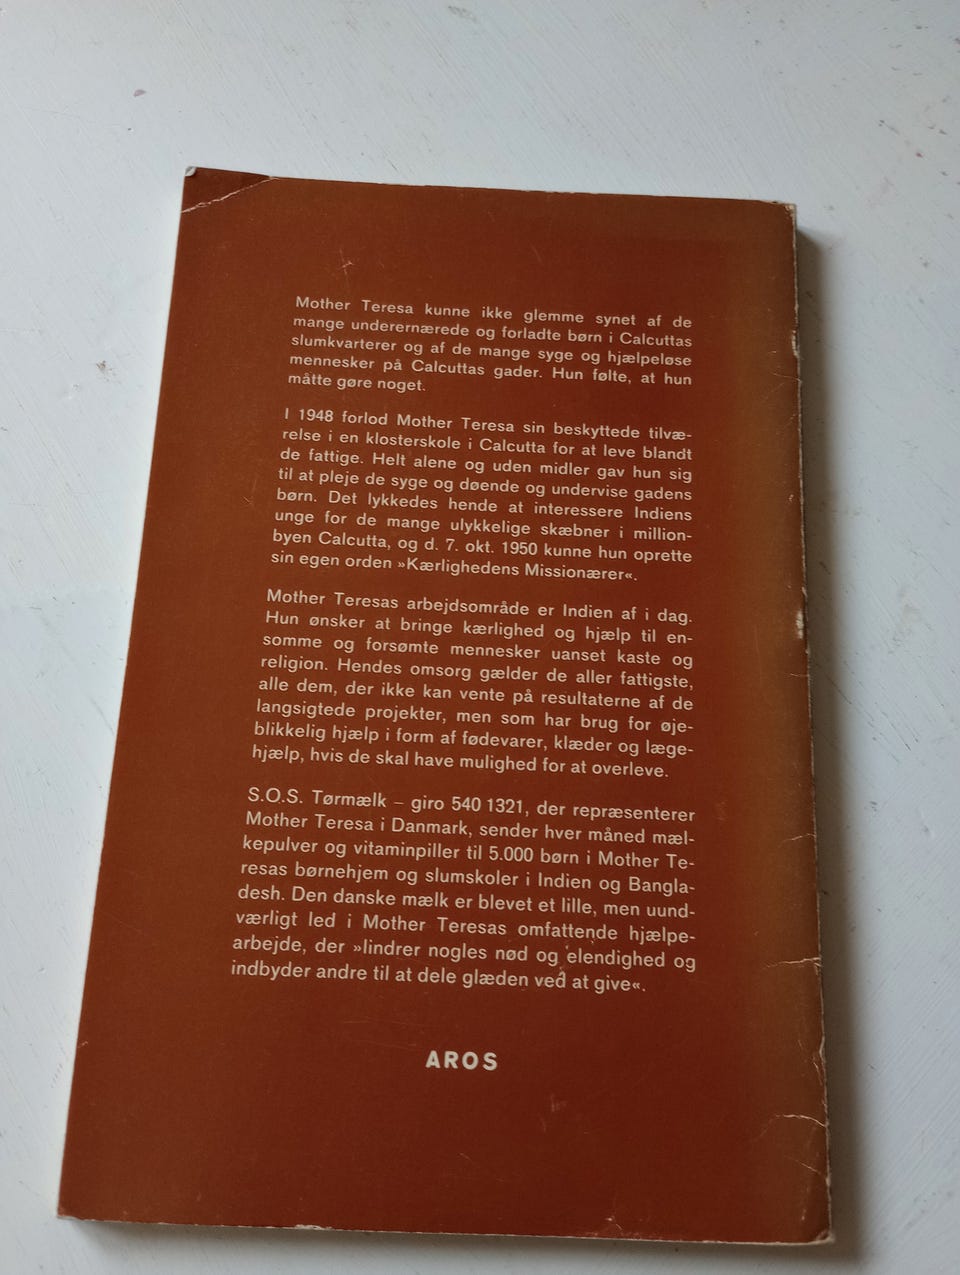 Mother Teresa kunne ikke glemme synet af de
mange underernærede og forladte børn i Calcuttas
slumkvarterer og af de mange syge og hjælpeløse
mennesker på Calcuttas gader. Hun følte, at hun
måtte gøre noget.
I 1948 forlod Mother Teresa sin beskyttede tilvæ-
relse i en klosterskole i Calcutta for at leve blandt
de fattige. Helt alene og uden midler gav hun sig
til at pleje de syge og døende og undervise gadens
børn. Det lykkedes hende at interessere Indiens
unge for de mange ulykkelige skæbner i million-
byen Calcutta, og d. 7. okt. 1950 kunne hun oprette
sin egen orden »Kærlighedens Missionærer«.
Mother Teresas arbejdsområde er Indien af i dag.
Hun ønsker at bringe kærlighed og hjælp til en-
somme og forsømte mennesker uanset kaste og
religion. Hendes omsorg gælder de aller fattigste,
alle dem, der ikke kan vente på resultaterne af de
langsigtede projekter, men som har brug for øje-
blikkelig hjælp i form af fødevarer, klæder og læge-
hjælp, hvis de skal have mulighed for at overleve.
S.O.S. Tørmælk – giro 540 1321, der repræsenterer
Mother Teresa i Danmark, sender hver måned mæl-
kepulver og vitaminpiller til 5.000 børn i Mother Te-
resas børnehjem og slumskoler i Indien og Bangla-
desh. Den danske mælk er blevet et lille, men uund-
værligt led i Mother Teresas omfattende hjælpe-
arbejde, der »lindrer nogles nød og elendighed og
indbyder andre til at dele glæden ved at give«.
AROS